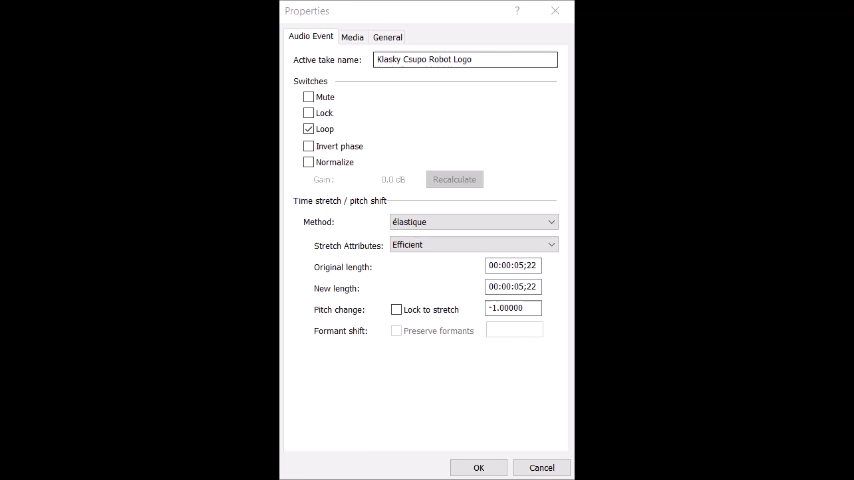 Properties ?
Audio Event Media General
Active take name: Klasky Csupo Robot Logo
Switches
Mute
Lock
Loop
Invert phase
Normalize
Gain: 0.0 dB Recalculate
Time stretch / pitch shift
Method: élastique
Stretch Attributes: Efficient
Original length: 00:00:05;22
New length: 00:00:05;22
Pitch change: Lock to stretch -1.00000
Formant shift: Preserve formants
OK Cancel